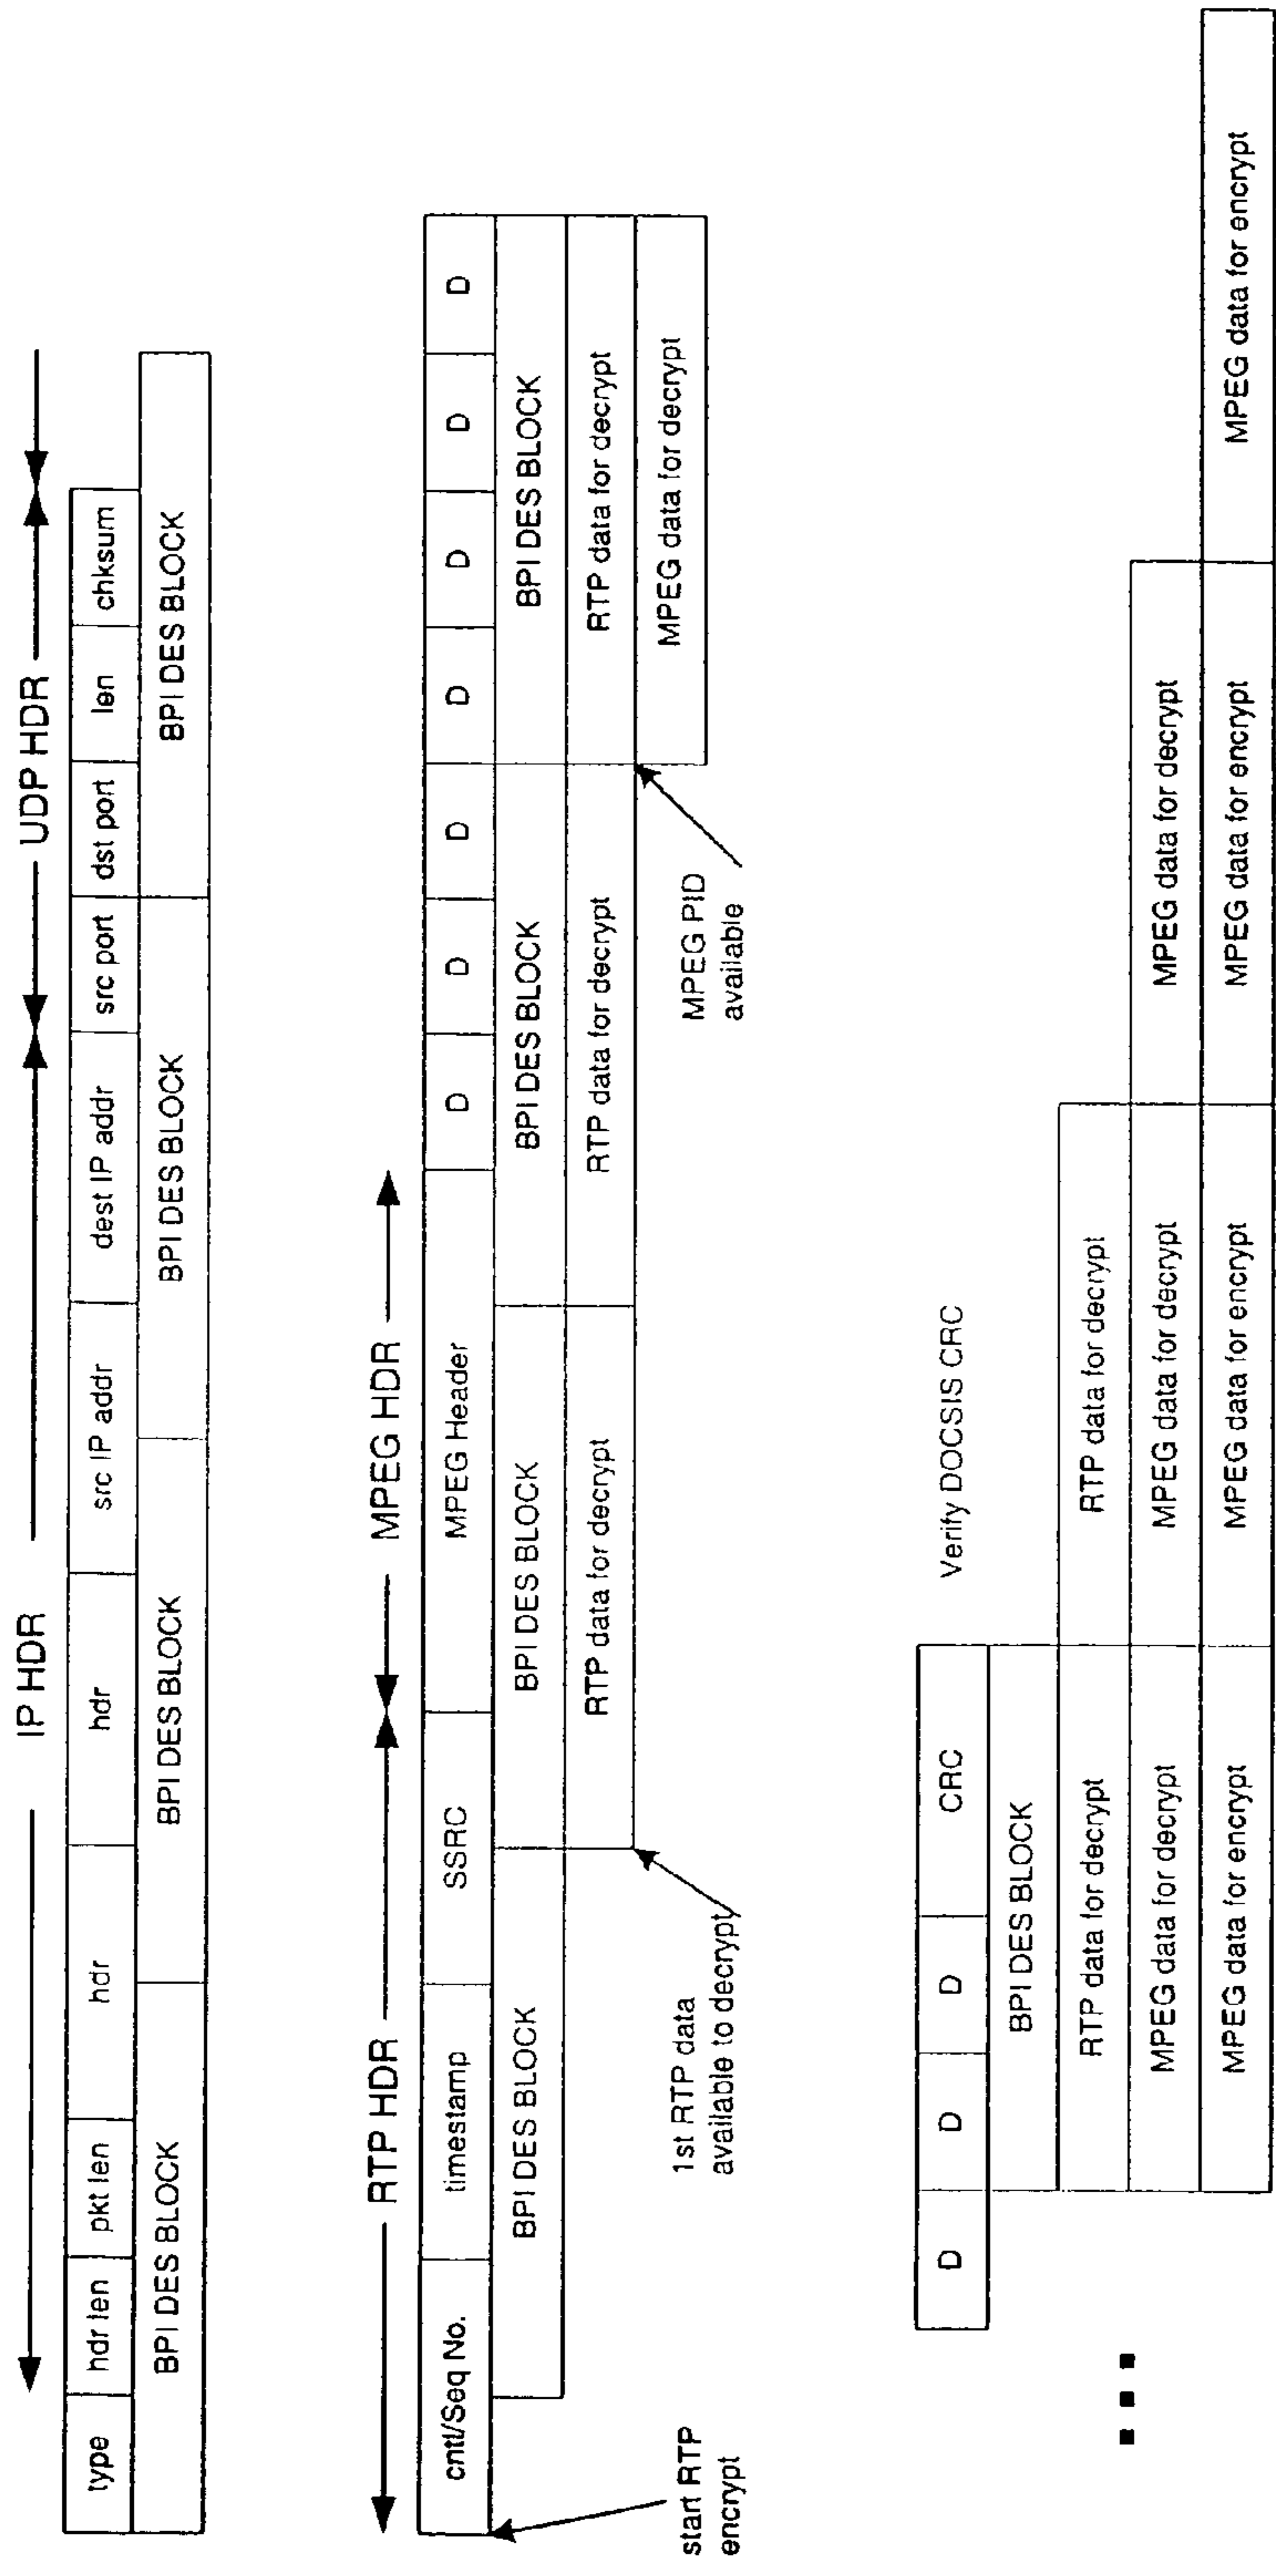 IP HDR
UDP HDR
type hdr len pkt len hdr hdr src IP addr dest IP addr src port dst port len chksum
BPI DES BLOCK BPI DES BLOCK BPI DES BLOCK BPI DES BLOCK
RTP HDR
MPEG HDR
cntl/Seq No. timestamp SSRC MPEG Header D D D D D D D
BPI DES BLOCK BPI DES BLOCK BPI DES BLOCK BPI DES BLOCK
RTP data for decrypt RTP data for decrypt RTP data for decrypt
MPEG data for decrypt
start RTP
encrypt
1st RTP data
available to decrypt
MPEG PID
available
D D D CRC
Verify DOCSIS CRC
BPI DES BLOCK
RTP data for decrypt RTP data for decrypt
MPEG data for decrypt MPEG data for decrypt MPEG data for decrypt
MPEG data for encrypt MPEG data for encrypt MPEG data for encrypt MPEG data for encrypt